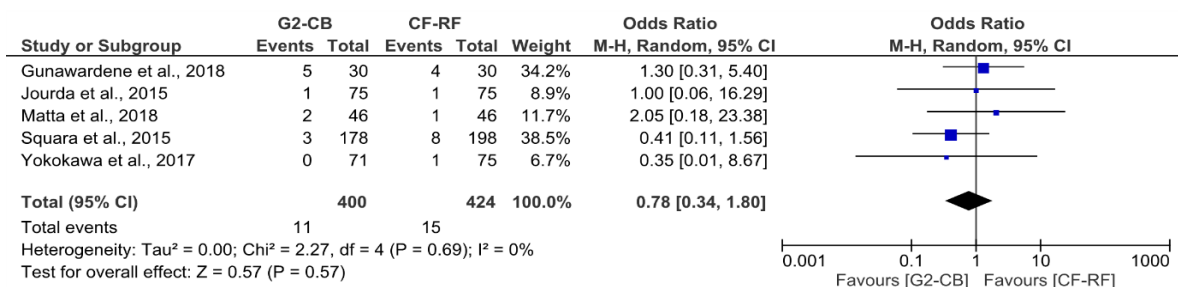 G2-CB CF-RF Odds Ratio Odds Ratio
Study or Subgroup Events Total Events Total Weight M-H, Random, 95% CI M-H, Random, 95% CI
Gunawardene et al., 2018 5 30 4 30 34.2% 1.30 [0.31, 5.40]
Jourda et al., 2015 1 75 1 75 8.9% 1.00 [0.06, 16.29]
Matta et al., 2018 2 46 1 46 11.7% 2.05 [0.18, 23.38]
Squara et al., 2015 3 178 8 198 38.5% 0.41 [0.11, 1.56]
Yokokawa et al., 2017 0 71 1 75 6.7% 0.35 [0.01, 8.67]
Total (95% CI) 400 424 100.0% 0.78 [0.34, 1.80]
Total events 11 15
Heterogeneity: Tau² = 0.00; Chi² = 2.27, df = 4 (P = 0.69); I² = 0%
Test for overall effect: Z = 0.57 (P = 0.57)
0.001 0.1 1 10 1000
Favours [G2-CB] Favours [CF-RF]